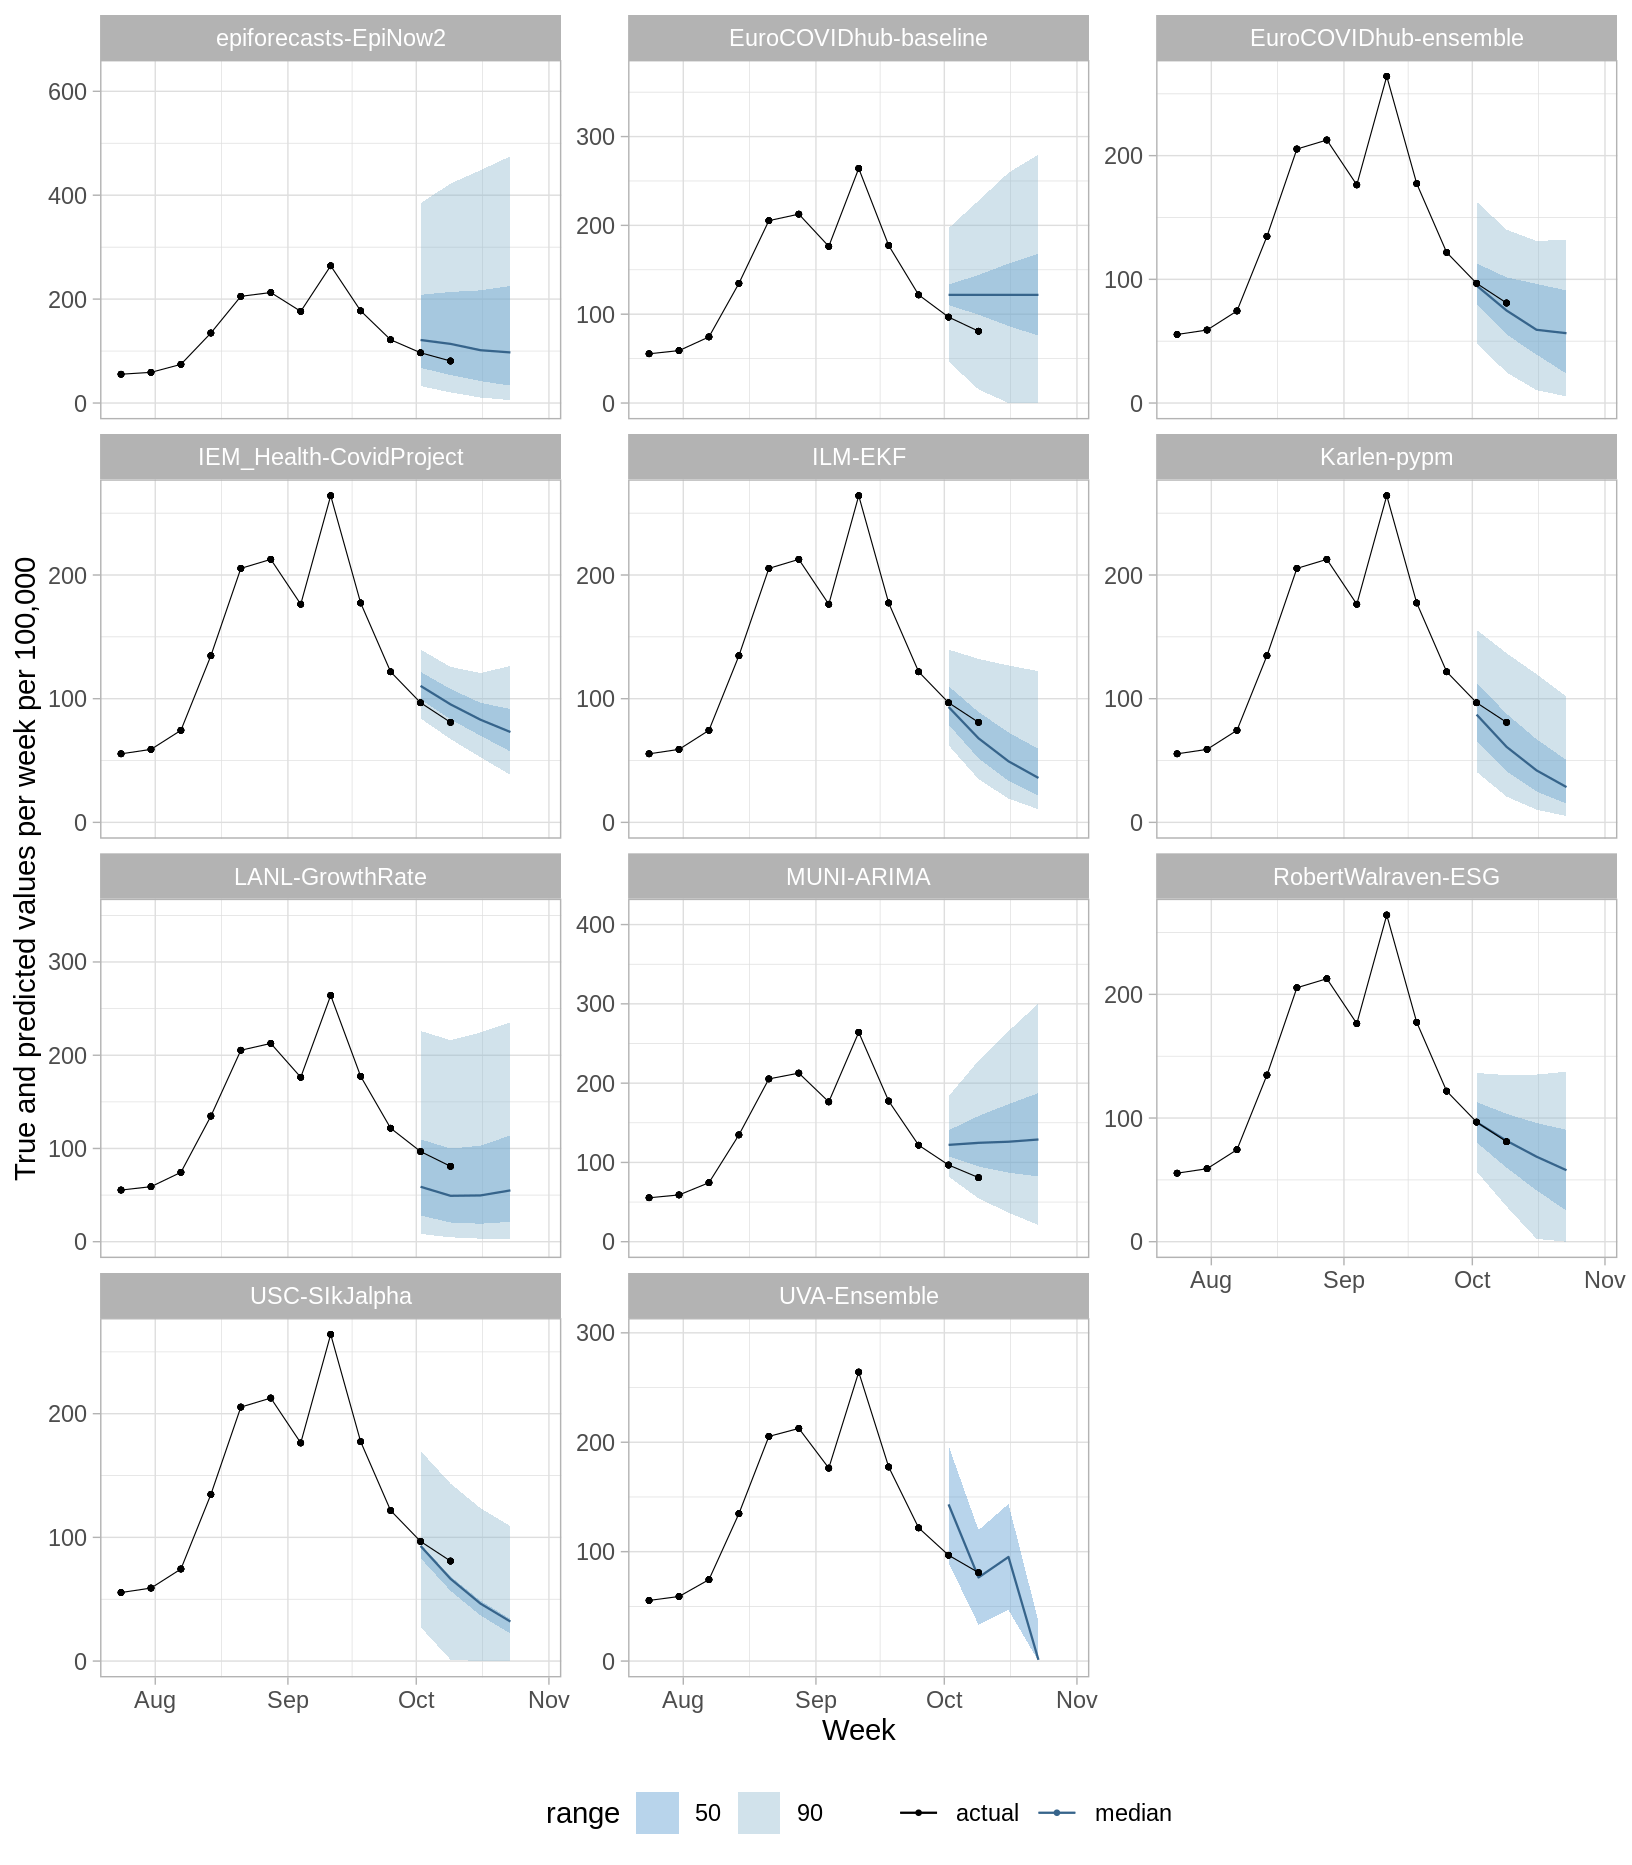 epiforecasts-EpiNow2
EuroCOVIDhub-baseline
EuroCOVIDhub-ensemble
600
400
200
0
300
200
100
0
200
100
0
IEM_Health-CovidProject
ILM-EKF
Karlen-pypm
200
100
0
200
100
0
200
100
0
True and predicted values per week per 100,000
LANL-GrowthRate
MUNI-ARIMA
RobertWalraven-ESG
300
200
100
0
400
300
200
100
0
200
100
0
Aug Sep Oct Nov
USC-SIkJalpha
UVA-Ensemble
200
100
0
300
200
100
0
Aug Sep Oct Nov
Aug Sep Oct Nov
Week
range 50 90 actual median